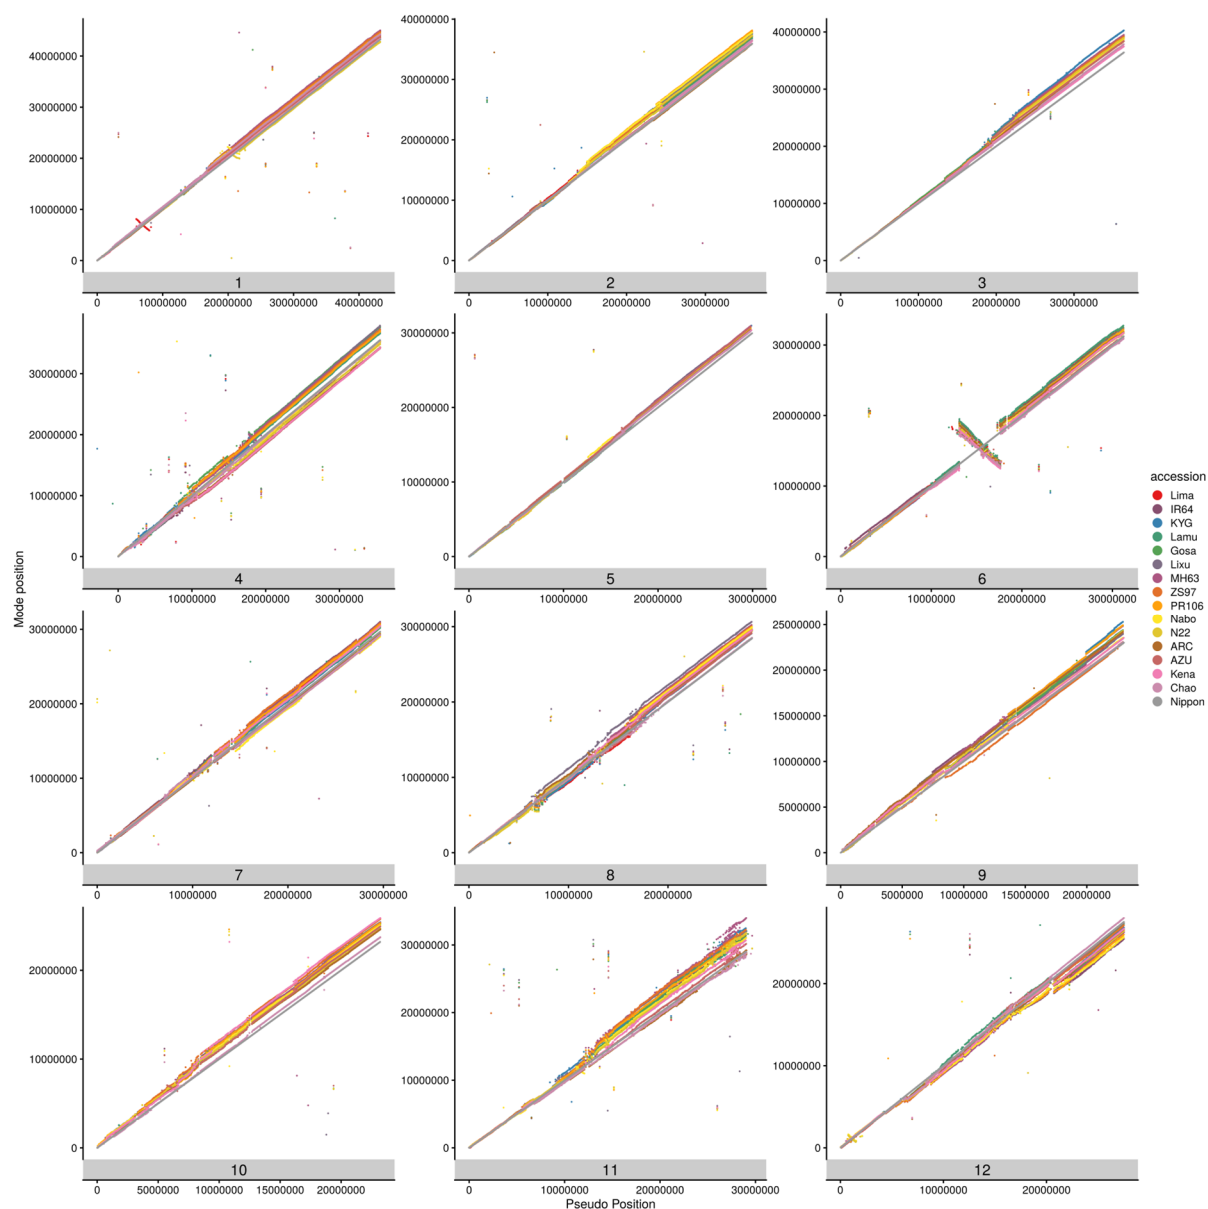 40000000
30000000
20000000
10000000
0
1
0 10000000 20000000 30000000 40000000
40000000
30000000
20000000
10000000
0
2
0 10000000 20000000 30000000
40000000
30000000
20000000
10000000
0
3
0 10000000 20000000 30000000
30000000
20000000
10000000
0
4
0 10000000 20000000 30000000
30000000
20000000
10000000
0
5
0 10000000 20000000 30000000
30000000
20000000
10000000
0
6
0 10000000 20000000 30000000
30000000
20000000
10000000
0
7
0 10000000 20000000 30000000
30000000
20000000
10000000
0
8
0 10000000 20000000
25000000
20000000
15000000
10000000
5000000
0
9
0 5000000 10000000 15000000 20000000
20000000
10000000
0
10
0 5000000 10000000 15000000 20000000
30000000
20000000
10000000
0
11
0 10000000 20000000 30000000
20000000
10000000
0
12
0 10000000 20000000
Mode position
Pseudo Position
accession
Lima
IR64
KYG
Lamu
Gosa
Lixu
MH63
ZS97
PR106
Nabo
N22
ARC
AZU
Kena
Chao
Nippon